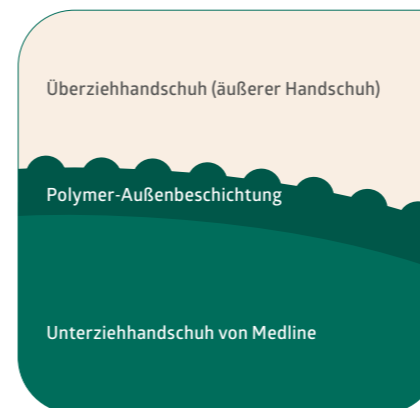 Überziehhandschuh (äußerer Handschuh)
Polymer-Außenbeschichtung
Unterziehhandschuh von Medline